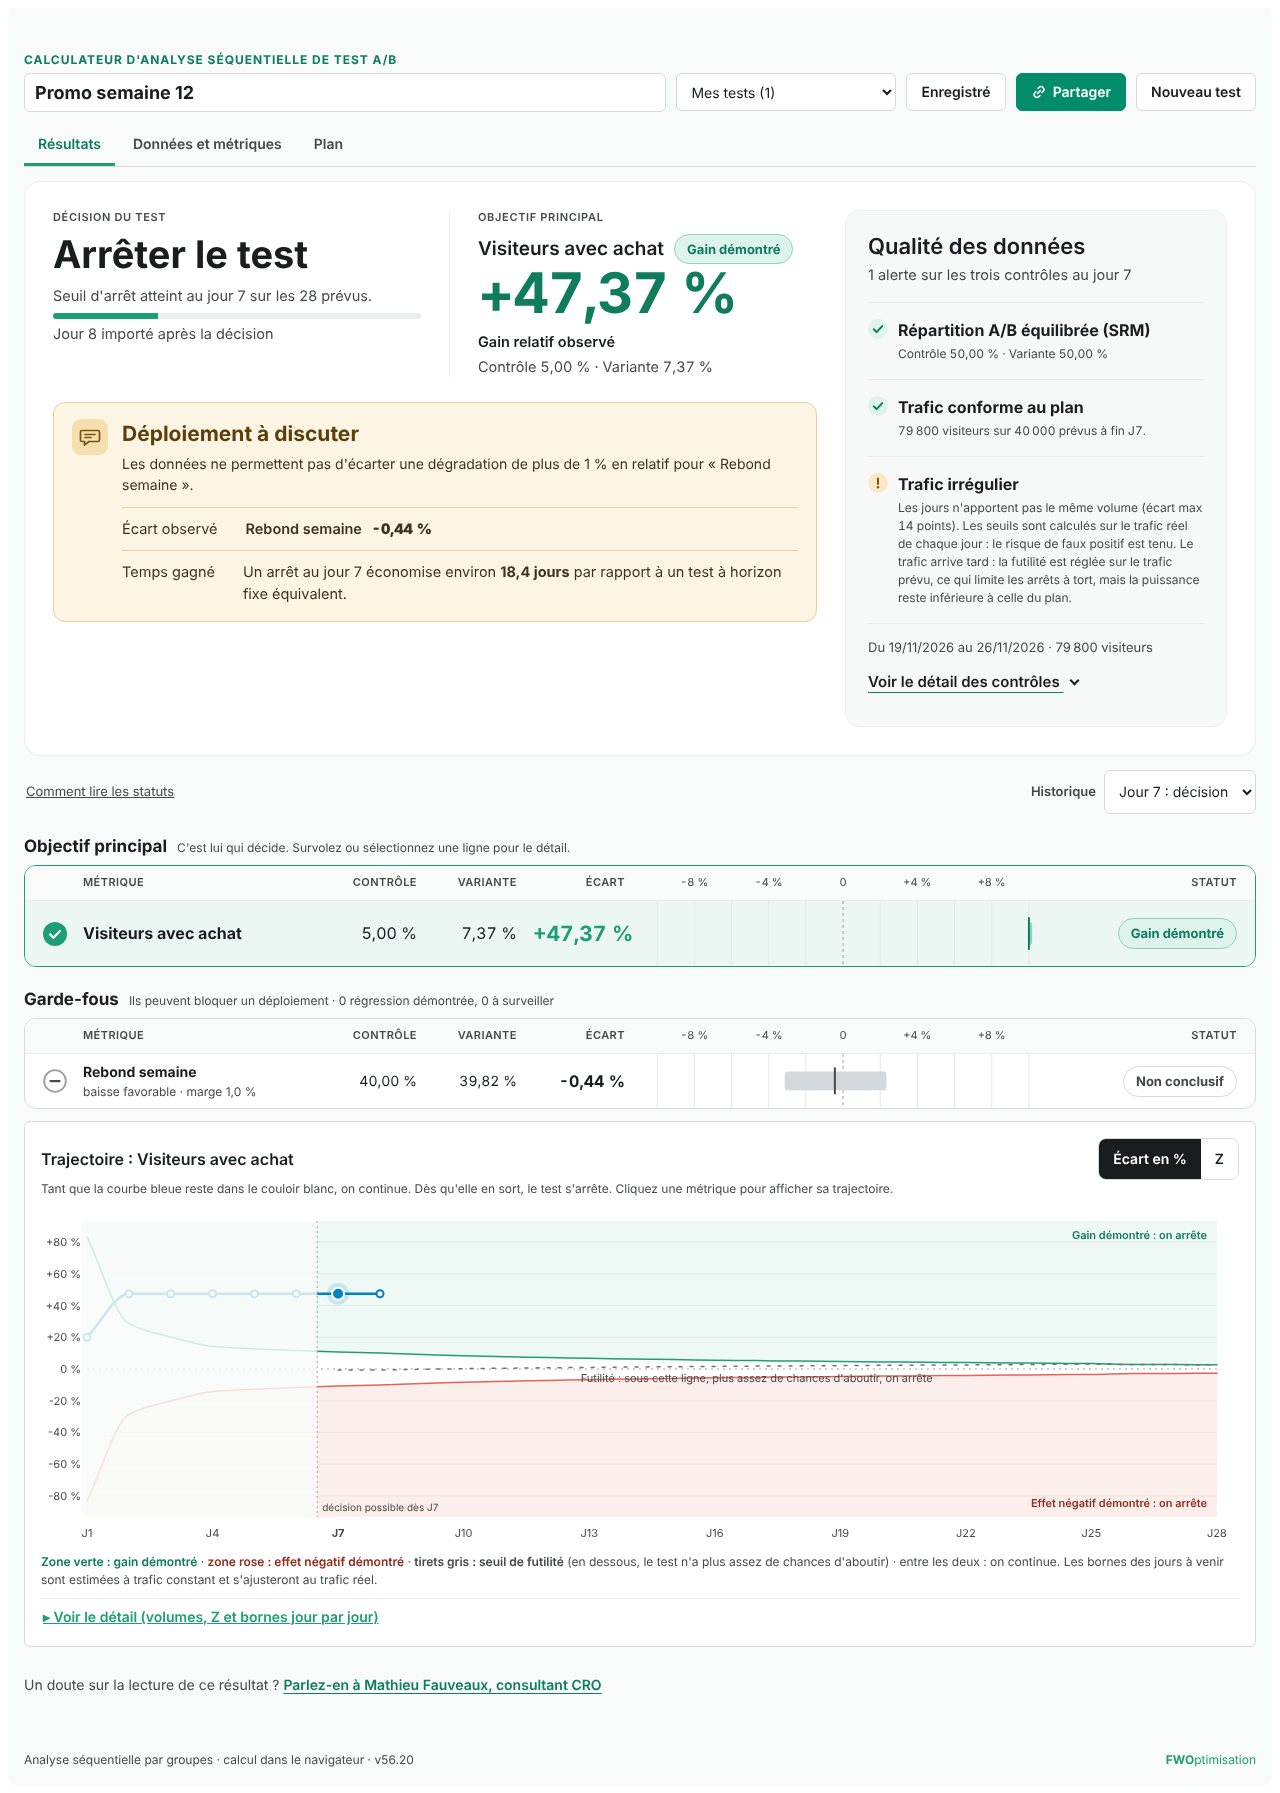 CALCULATEUR D'ANALYSE SÉQUENTIELLE DE TEST A/B
Promo semaine 12
Mes tests (1)
Enregistré
Partager
Nouveau test
Résultats
Données et métriques
Plan
DÉCISION DU TEST
Arrêter le test
Seuil d'arrêt atteint au jour 7 sur les 28 prévus.
Jour 8 importé après la décision
OBJECTIF PRINCIPAL
Visiteurs avec achat
Gain démontré
+47,37 %
Gain relatif observé
Contrôle 5,00 % · Variante 7,37 %
Déploiement à discuter
Les données ne permettent pas d'écarter une dégradation de plus de 1 % en relatif pour « Rebond
semaine ».
Écart observé Rebond semaine -0,44 %
Temps gagné Un arrêt au jour 7 économise environ 18,4 jours par rapport à un test à horizon
fixe équivalent.
Qualité des données
1 alerte sur les trois contrôles au jour 7
Répartition A/B équilibrée (SRM)
Contrôle 50,00 % · Variante 50,00 %
Trafic conforme au plan
79 800 visiteurs sur 40 000 prévus à fin J7.
Trafic irrégulier
Les jours n'apportent pas le même volume (écart max
14 points). Les seuils sont calculés sur le trafic réel
de chaque jour : le risque de faux positif est tenu. Le
trafic arrive tard : la futilité est réglée sur le trafic
prévu, ce qui limite les arrêts à tort, mais la puissance
reste inférieure à celle du plan.
Du 19/11/2026 au 26/11/2026 · 79 800 visiteurs
Voir le détail des contrôles
Comment lire les statuts
Historique
Jour 7 : décision
Objectif principal C'est lui qui décide. Survolez ou sélectionnez une ligne pour le détail.
MÉTRIQUE CONTRÔLE VARIANTE ÉCART -8 % -4 % 0 +4 % +8 % STATUT
Visiteurs avec achat 5,00 % 7,37 % +47,37 % Gain démontré
Garde-fous Ils peuvent bloquer un déploiement · 0 régression démontrée, 0 à surveiller
MÉTRIQUE CONTRÔLE VARIANTE ÉCART -8 % -4 % 0 +4 % +8 % STATUT
Rebond semaine 40,00 % 39,82 % -0,44 % Non conclusif
baisse favorable · marge 1,0 %
Trajectoire : Visiteurs avec achat
Écart en % Z
Tant que la courbe bleue reste dans le couloir blanc, on continue. Dès qu'elle en sort, le test s'arrête. Cliquez une métrique pour afficher sa trajectoire.
Gain démontré : on arrête
+80 %
+60 %
+40 %
+20 %
0 %
Futilité : sous cette ligne, plus assez de chances d'aboutir, on arrête
-20 %
-40 %
-60 %
-80 %
Effet négatif démontré : on arrête
décision possible dès J7
J1 J4 J7 J10 J13 J16 J19 J22 J25 J28
Zone verte : gain démontré · zone rose : effet négatif démontré · tirets gris : seuil de futilité (en dessous, le test n'a plus assez de chances d'aboutir) · entre les deux : on continue. Les bornes des jours à venir
sont estimées à trafic constant et s'ajusteront au trafic réel.
▸ Voir le détail (volumes, Z et bornes jour par jour)
Un doute sur la lecture de ce résultat ? Parlez-en à Mathieu Fauveaux, consultant CRO
Analyse séquentielle par groupes · calcul dans le navigateur · v56.20
FWOptimisation